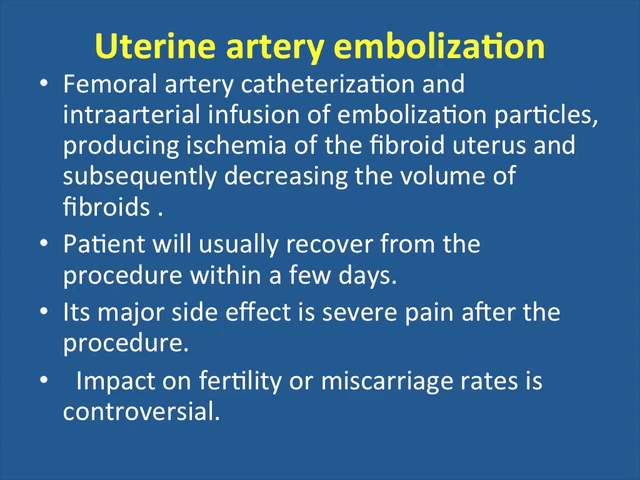 Uterine artery embolization
• Femoral artery catheterization and
intraarterial infusion of embolization particles,
producing ischemia of the fibroid uterus and
subsequently decreasing the volume of
fibroids .
• Patient will usually recover from the
procedure within a few days.
• Its major side effect is severe pain after the
procedure.
• Impact on fertility or miscarriage rates is
controversial.